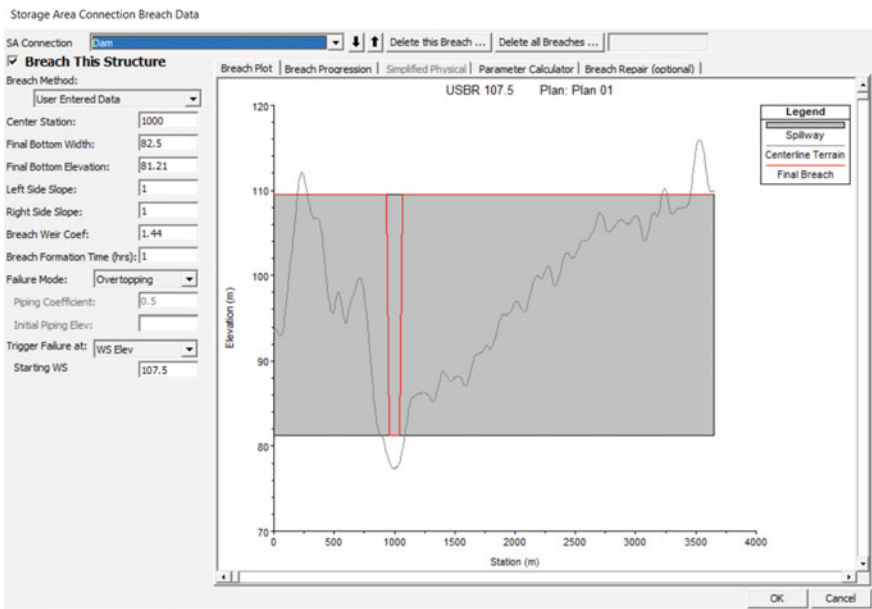 Storage Area Connection Breach Data
SA Connection Dam Delete this Breach ... Delete all Breaches ...
Breach This Structure
Breach Method:
User Entered Data
Center Station: 1000
Final Bottom Width: 82.5
Final Bottom Elevation: 81.21
Left Side Slope: 1
Right Side Slope: 1
Breach Weir Coef: 1.44
Breach Formation Time (hrs): 1
Failure Mode: Overtopping
Piping Coefficient: 0.5
Initial Piping Elev:
Trigger Failure at: WS Elev
Starting WS 107.5
Breach Plot Breach Progression Simplified Physical Parameter Calculator Breach Repair (optional)
USBR 107.5 Plan: Plan 01
Legend
Spillway
Centerline Terrain
Final Breach
Elevation (m)
120
110
100
90
80
70
0 500 1000 1500 2000 2500 3000 3500 4000
Station (m)
OK Cancel